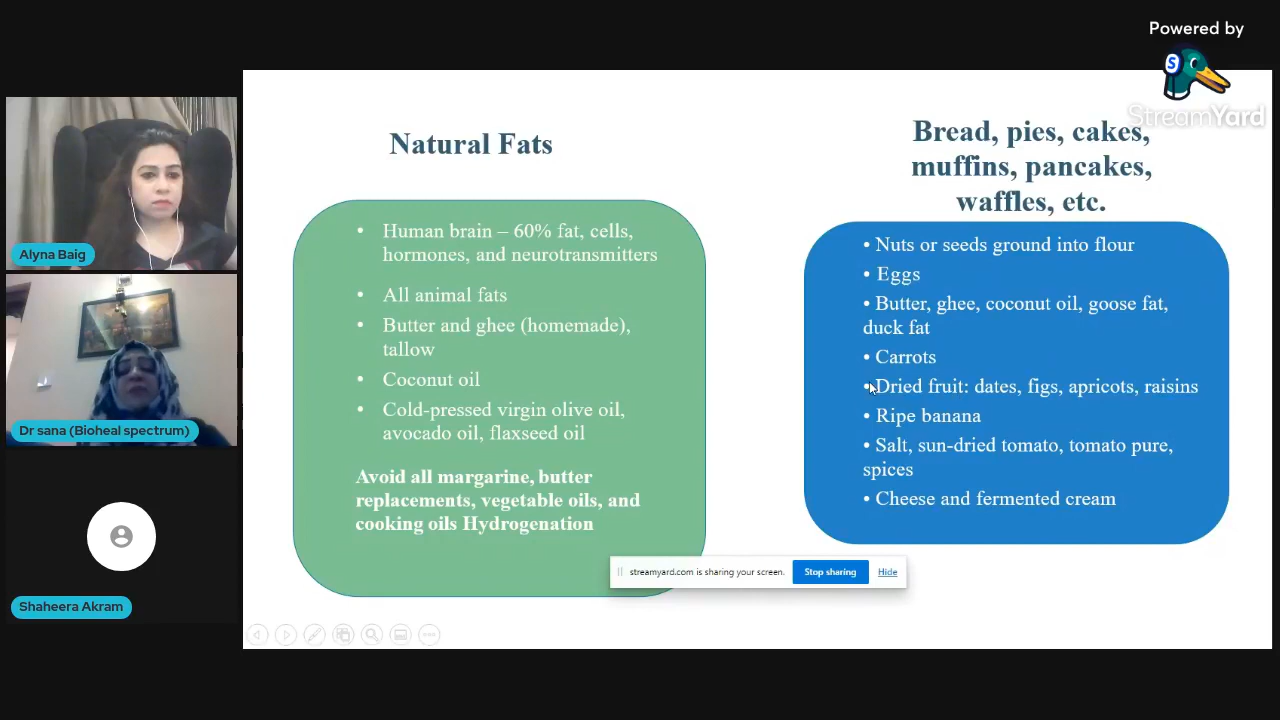 Powered by
StreamYard
Alyna Baig
Dr sana (Bioheal spectrum)
Shaheera Akram
Natural Fats
• Human brain – 60% fat, cells,
hormones, and neurotransmitters
• All animal fats
• Butter and ghee (homemade),
tallow
• Coconut oil
• Cold-pressed virgin olive oil,
avocado oil, flaxseed oil
Avoid all margarine, butter
replacements, vegetable oils, and
cooking oils Hydrogenation
Bread, pies, cakes,
muffins, pancakes,
waffles, etc.
• Nuts or seeds ground into flour
• Eggs
• Butter, ghee, coconut oil, goose fat,
duck fat
• Carrots
• Dried fruit: dates, figs, apricots, raisins
• Ripe banana
• Salt, sun-dried tomato, tomato pure,
spices
• Cheese and fermented cream
streamyard.com is sharing your screen. Stop sharing Hide